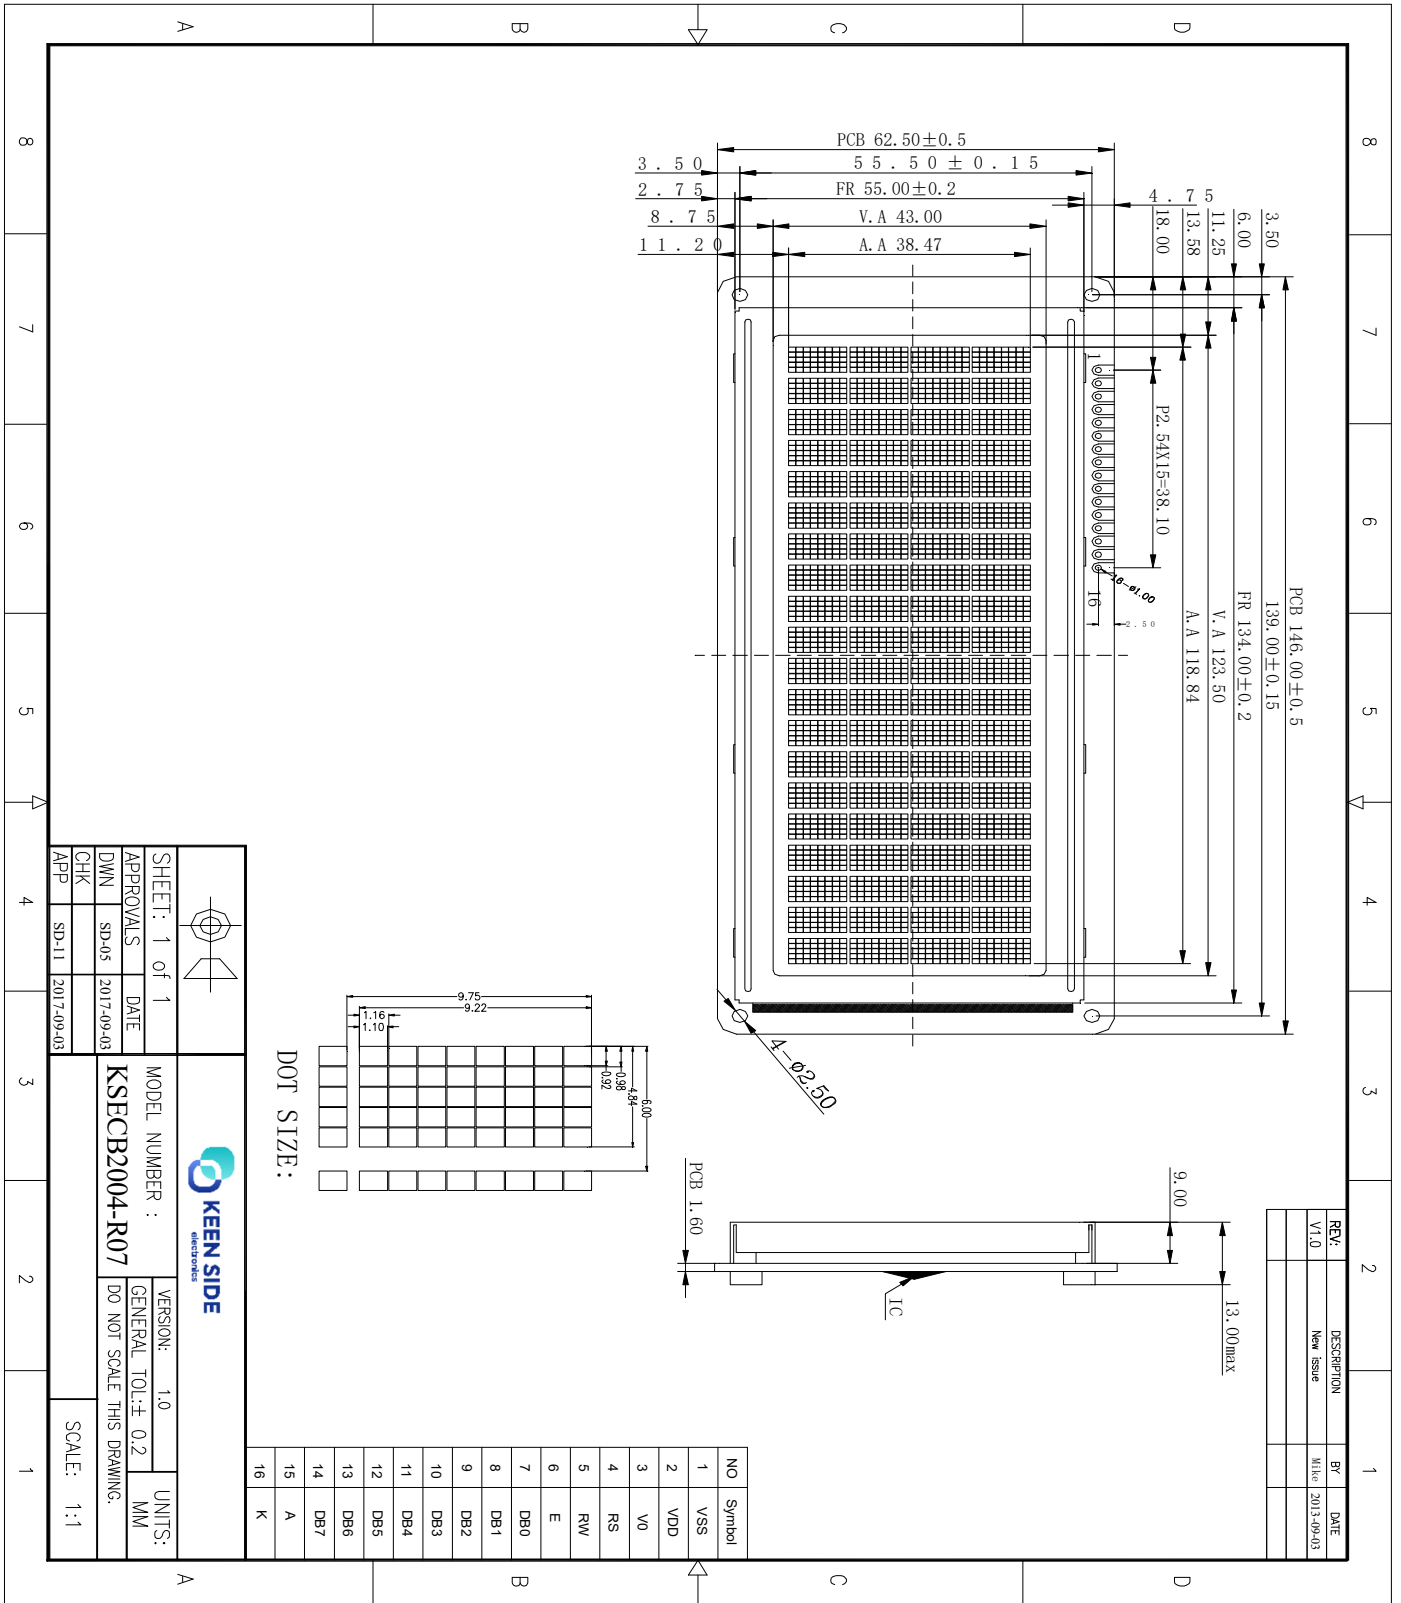 8 7 6 5 4 3 2 1
D
C
B
A
D
C
B
A
8 7 6 5 4 3 2 1
REV: DESCRIPTION BY DATE
V1.0 New issue Mike 2013-09-03
PCB 146.00±0.5
139.00±0.15
FR 134.00±0.2
V.A 123.50
A.A 118.84
3.50
6.00
11.25
13.58
18.00
4.75
P2.54X15=38.10
16-ø1.00
2.50
1
16
PCB 62.50±0.5
55.50±0.15
FR 55.00±0.2
V.A 43.00
A.A 38.47
3.50
2.75
8.75
11.20
4-ø2.50
13.00max
9.00
PCB 1.60
IC
6.00
4.84
0.98
0.92
9.75
9.22
1.16
1.10
DOT SIZE:
NO Symbol
1 VSS
2 VDD
3 V0
4 RS
5 RW
6 E
7 DB0
8 DB1
9 DB2
10 DB3
11 DB4
12 DB5
13 DB6
14 DB7
15 A
16 K
KEEN SIDE
electronics
SHEET: 1 of 1
APPROVALS DATE
DWN SD-05 2017-09-03
CHK
APP SD-11 2017-09-03
MODEL NUMBER :
KSECB2004-R07
VERSION: 1.0
GENERAL TOL:± 0.2
UNITS:
MM
DO NOT SCALE THIS DRAWING.
SCALE: 1:1